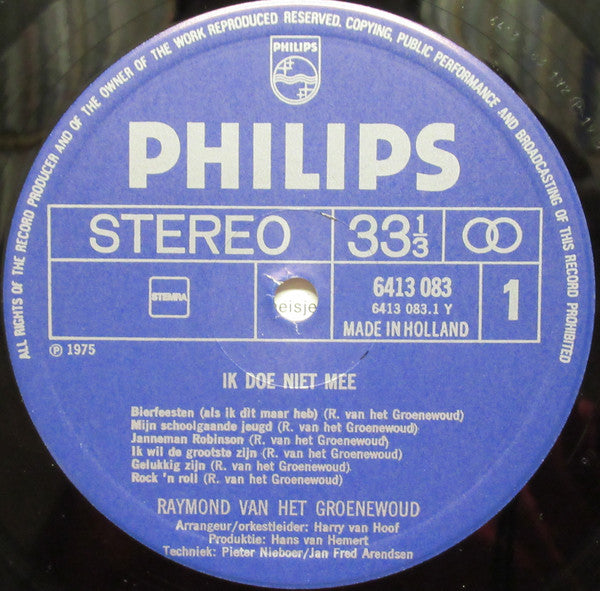 ALL RIGHTS OF THE RECORD PRODUCER AND OF THE OWNER OF THE WORK REPRODUCED RESERVED. COPYING, PUBLIC PERFORMANCE AND BROADCASTING OF THIS RECORD PROHIBITED
PHILIPS
PHILIPS
STEREO 33⅓
STEMRA
eisje
6413 083
6413 083.1 Y
MADE IN HOLLAND
1
Ⓟ 1975
IK DOE NIET MEE
Bierfeesten (als ik dit maar heb) (R. van het Groenewoud)
Mijn schoolgaande jeugd (R. van het Groenewoud)
Janneman Robinson (R. van het Groenewoud)
Ik wil de grootste zijn (R. van het Groenewoud)
Gelukkig zijn (R. van het Groenewoud)
Rock 'n roll (R. van het Groenewoud)
RAYMOND VAN HET GROENEWOUD
Arrangeur/orkestleider: Harry van Hoof
Produktie: Hans van Hemert
Techniek: Pieter Nieboer/Jan Fred Arendsen